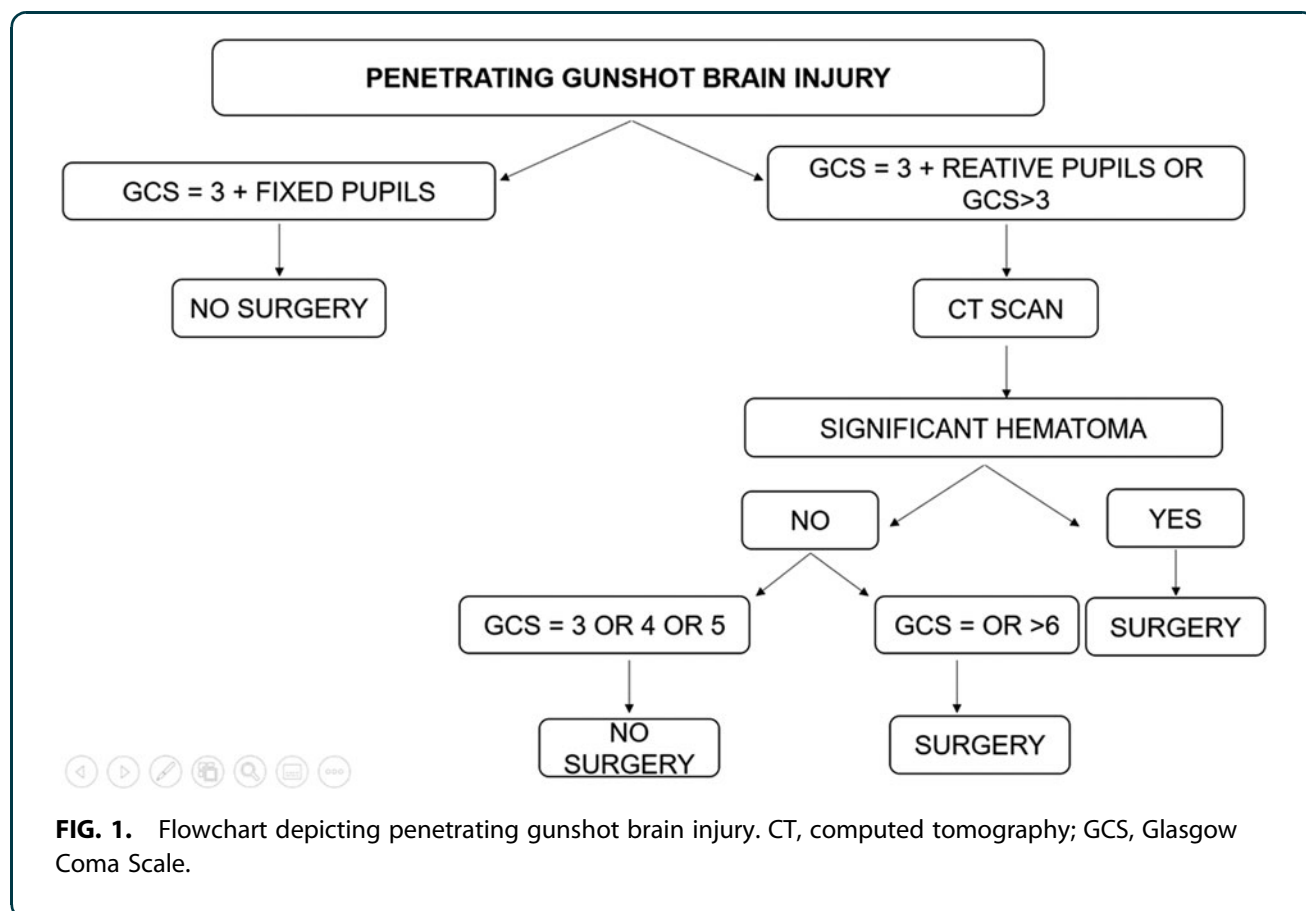 PENETRATING GUNSHOT BRAIN INJURY
GCS = 3 + FIXED PUPILS
GCS = 3 + REATIVE PUPILS OR
GCS>3
NO SURGERY
CT SCAN
SIGNIFICANT HEMATOMA
NO
YES
GCS = 3 OR 4 OR 5
GCS = OR >6
SURGERY
NO
SURGERY
SURGERY
FIG. 1. Flowchart depicting penetrating gunshot brain injury. CT, computed tomography; GCS, Glasgow
Coma Scale.